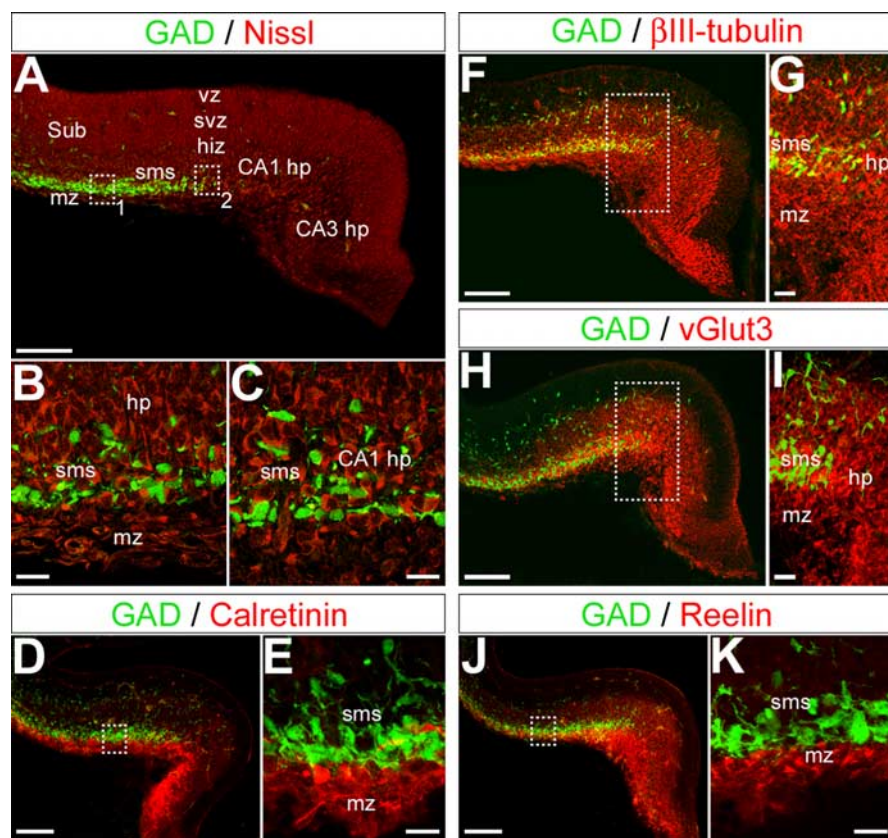 GAD / Nissl
A
vz
Sub
svz
hiz
sms
CA1 hp
mz
1
2
CA3 hp
B
hp
sms
mz
C
sms
CA1 hp
GAD / Calretinin
D
E
sms
mz
GAD / βIII-tubulin
F
G
sms
hp
mz
GAD / vGlut3
H
I
sms
hp
mz
GAD / Reelin
J
K
sms
mz